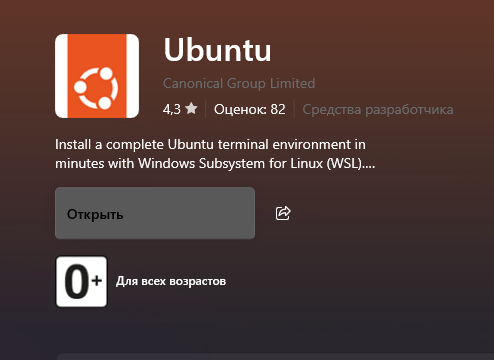 Ubuntu
Canonical Group Limited
4,3 ★ Оценок: 82 Средства разработчика
Install a complete Ubuntu terminal environment in
minutes with Windows Subsystem for Linux (WSL)....
Открыть
0+ Для всех возрастов